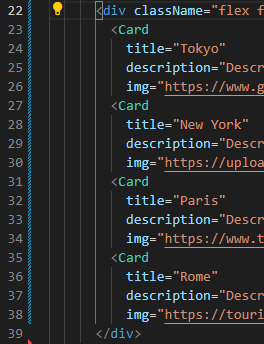 22 <div className="flex f
23 <Card
24 title="Tokyo"
25 description="Descr
26 img="https://www.g
27 <Card
28 title="New York"
29 description="Descr
30 img="https://uploa
31 <Card
32 title="Paris"
33 description="Descr
34 img="https://www.t
35 <Card
36 title="Rome"
37 description="Descr
38 img="https://touri
39 </div>